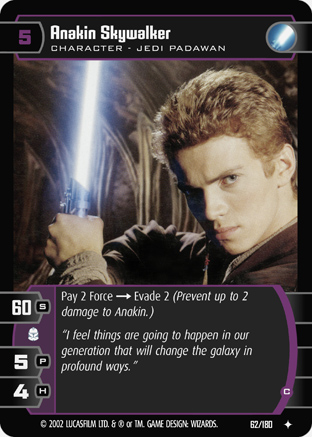 5
Anakin Skywalker
CHARACTER - JEDI PADAWAN
60 S
Pay 2 Force → Evade 2 (Prevent up to 2
damage to Anakin.)
"I feel things are going to happen in our
generation that will change the galaxy in
profound ways."
5 P
4 H
C
© 2002 LUCASFILM LTD. & ® or TM. GAME DESIGN: WIZARDS.
62/180